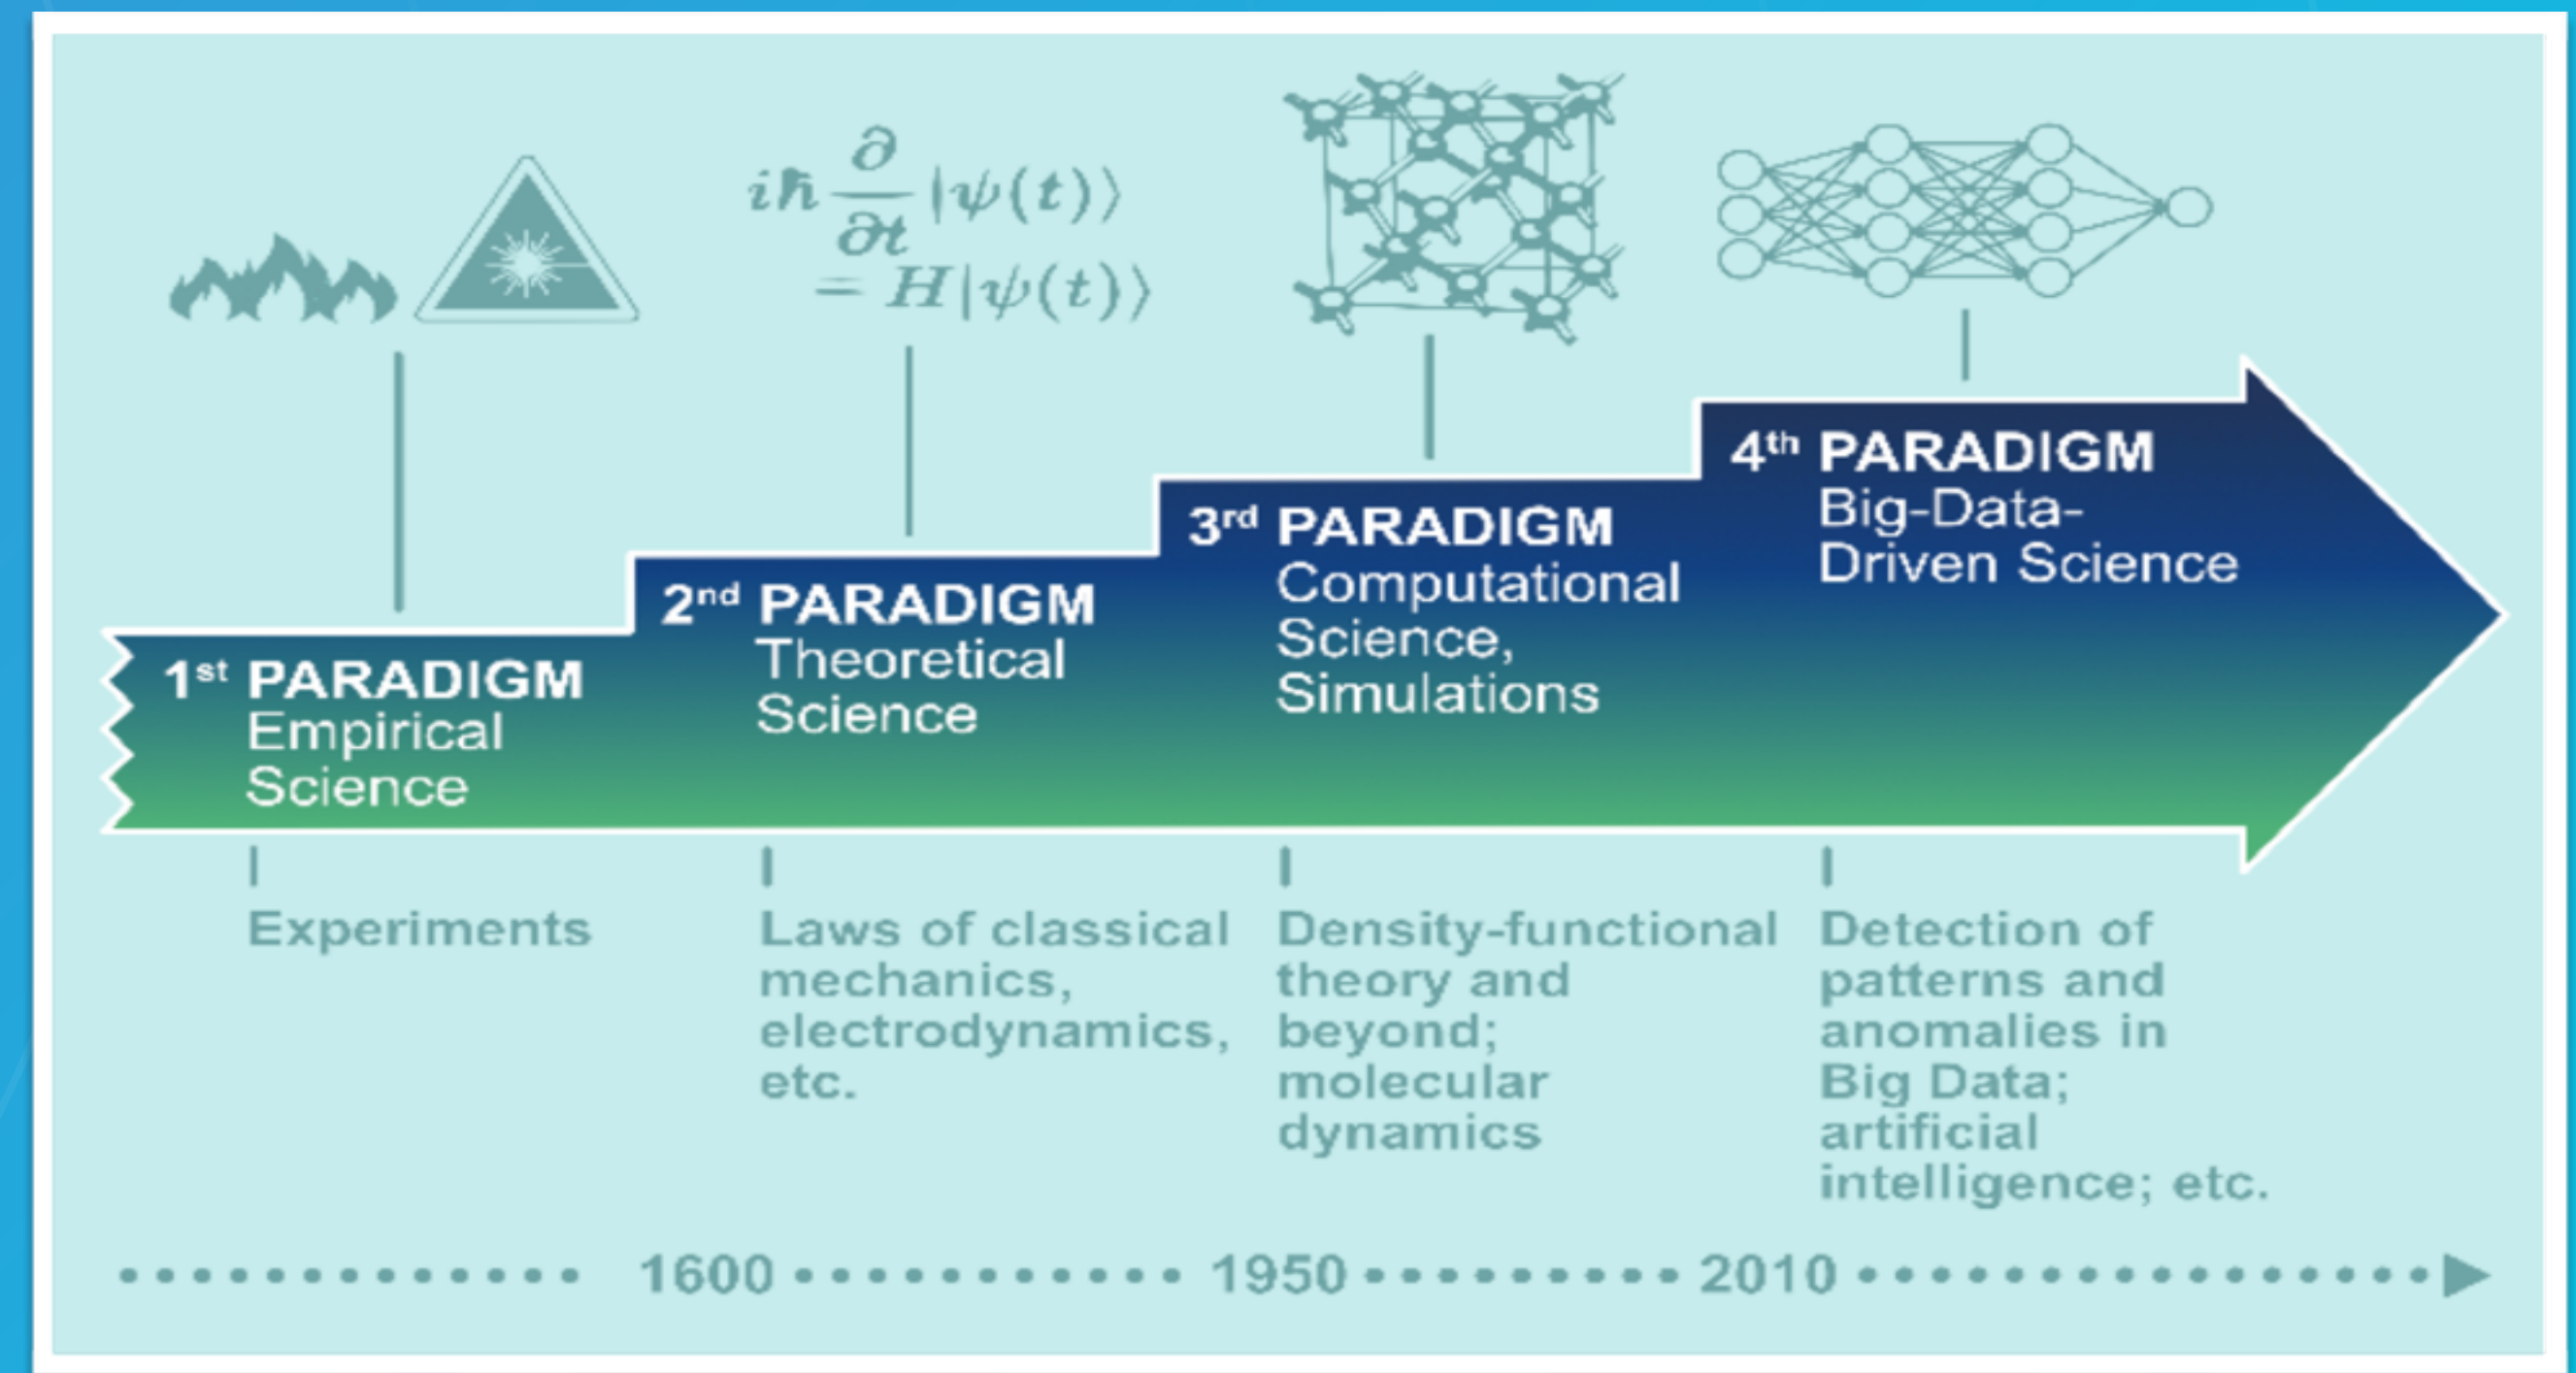 iħ ∂/∂t |ψ(t)⟩
= H|ψ(t)⟩
1st PARADIGM
Empirical
Science
2nd PARADIGM
Theoretical
Science
3rd PARADIGM
Computational
Science,
Simulations
4th PARADIGM
Big-Data-
Driven Science
Experiments
Laws of classical
mechanics,
electrodynamics,
etc.
Density-functional
theory and
beyond;
molecular
dynamics
Detection of
patterns and
anomalies in
Big Data;
artificial
intelligence; etc.
1600 1950 2010